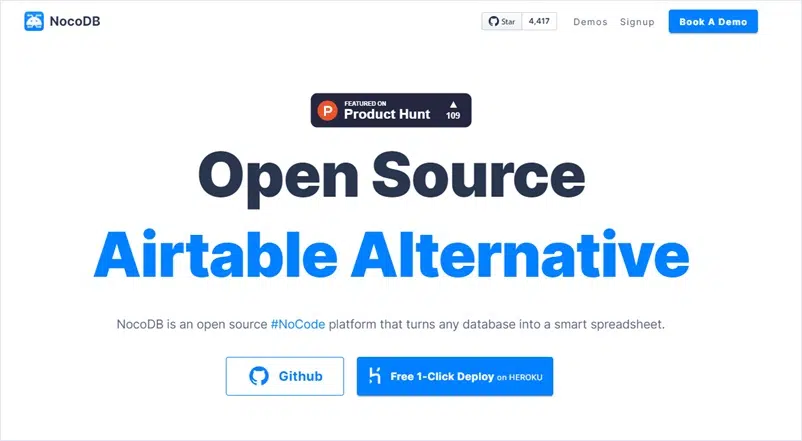 NocoDB
Star 4,417 Demos Signup Book A Demo
FEATURED ON
Product Hunt 109
Open Source
Airtable Alternative
NocoDB is an open source #NoCode platform that turns any database into a smart spreadsheet.
Github
Free 1-Click Deploy on HEROKU